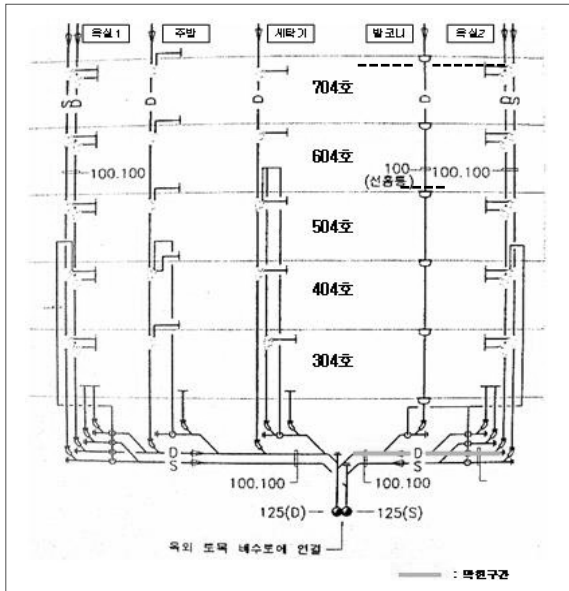 욕실1 주방 세탁기 발코니 욕실2
S D D D D D S
704호
604호
100.100 100 100.100
(선홈통)
504호
404호
304호
D D
S S
100.100 100.100
125(D) 125(S)
옥외 토목 배수로에 연결
: 막힌구간